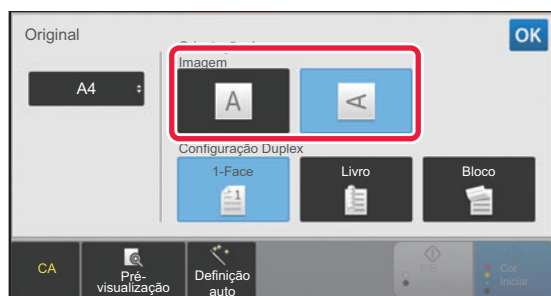 Original
OK
Imagem
A4
A
A
Configuração Duplex
1-Face
Livro
Bloco
1
CA
Pré-
visualização
Definição
auto
P/B
Cor
Iniciar